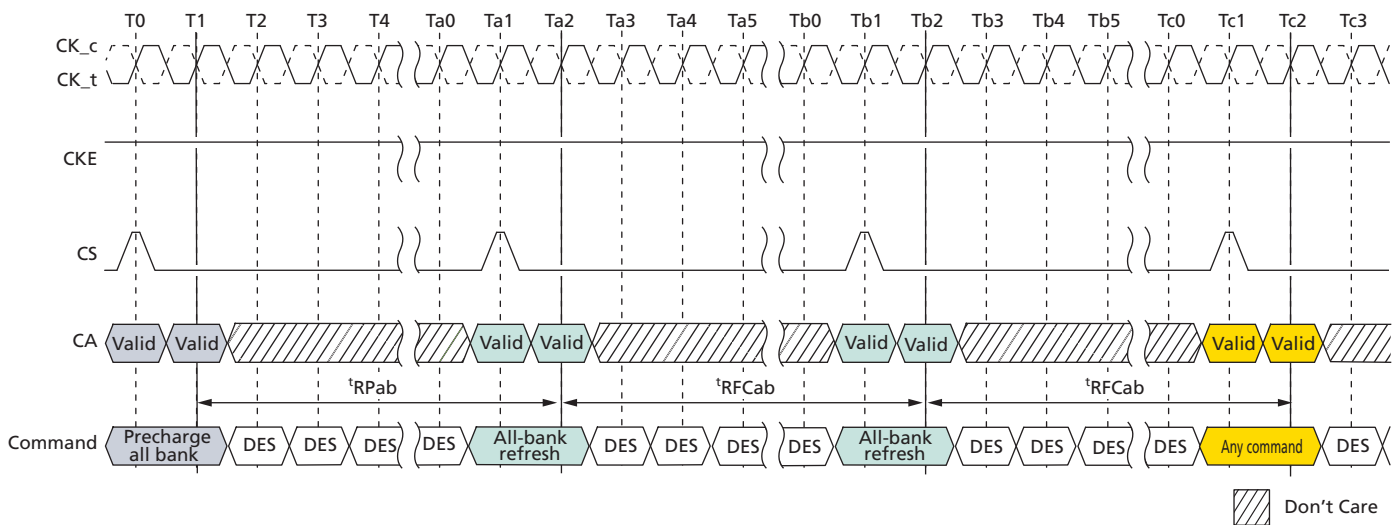 T0 T1 T2 T3 T4 Ta0 Ta1 Ta2 Ta3 Ta4 Ta5 Tb0 Tb1 Tb2 Tb3 Tb4 Tb5 Tc0 Tc1 Tc2 Tc3
CK_c
CK_t
CKE
CS
CA Valid Valid Valid Valid Valid Valid Valid Valid
tRPab tRFCab tRFCab
Command Precharge all bank DES DES DES DES All-bank refresh DES DES DES DES All-bank refresh DES DES DES DES Any command DES
Don't Care